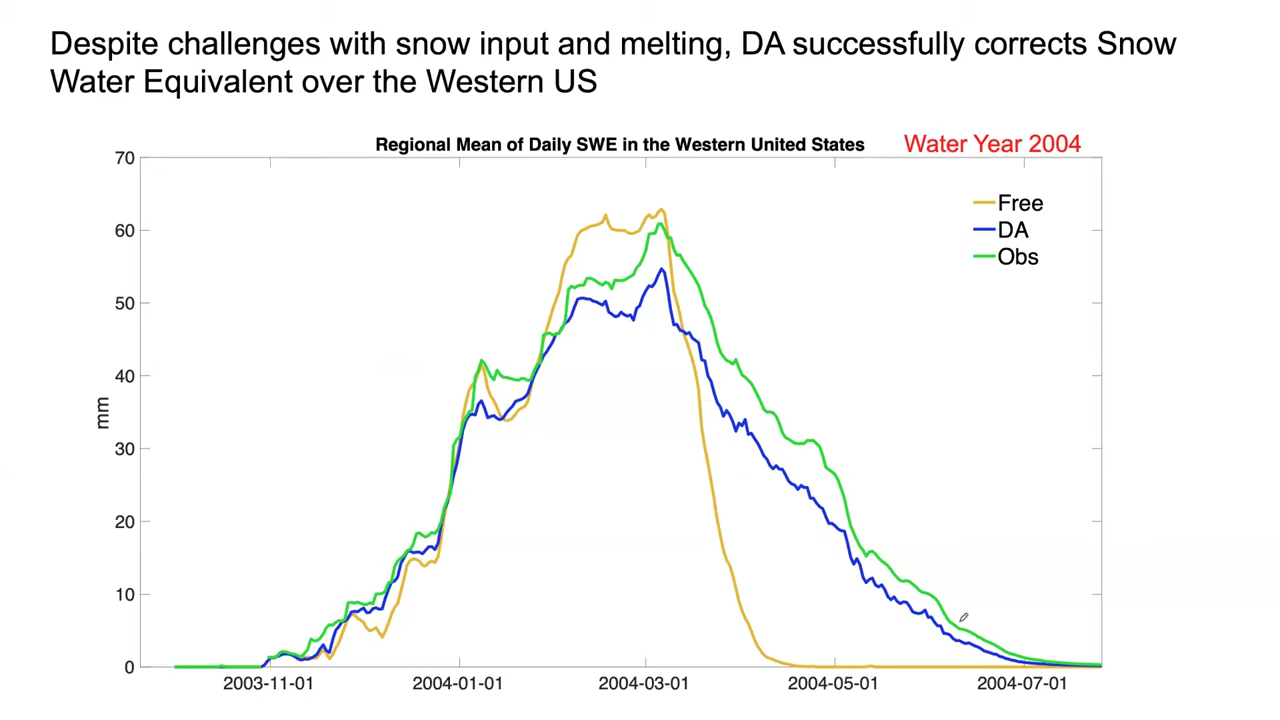 Despite challenges with snow input and melting, DA successfully corrects Snow
Water Equivalent over the Western US
Regional Mean of Daily SWE in the Western United States
Water Year 2004
70
60
50
40
30
20
10
0
mm
Free
DA
Obs
2003-11-01
2004-01-01
2004-03-01
2004-05-01
2004-07-01